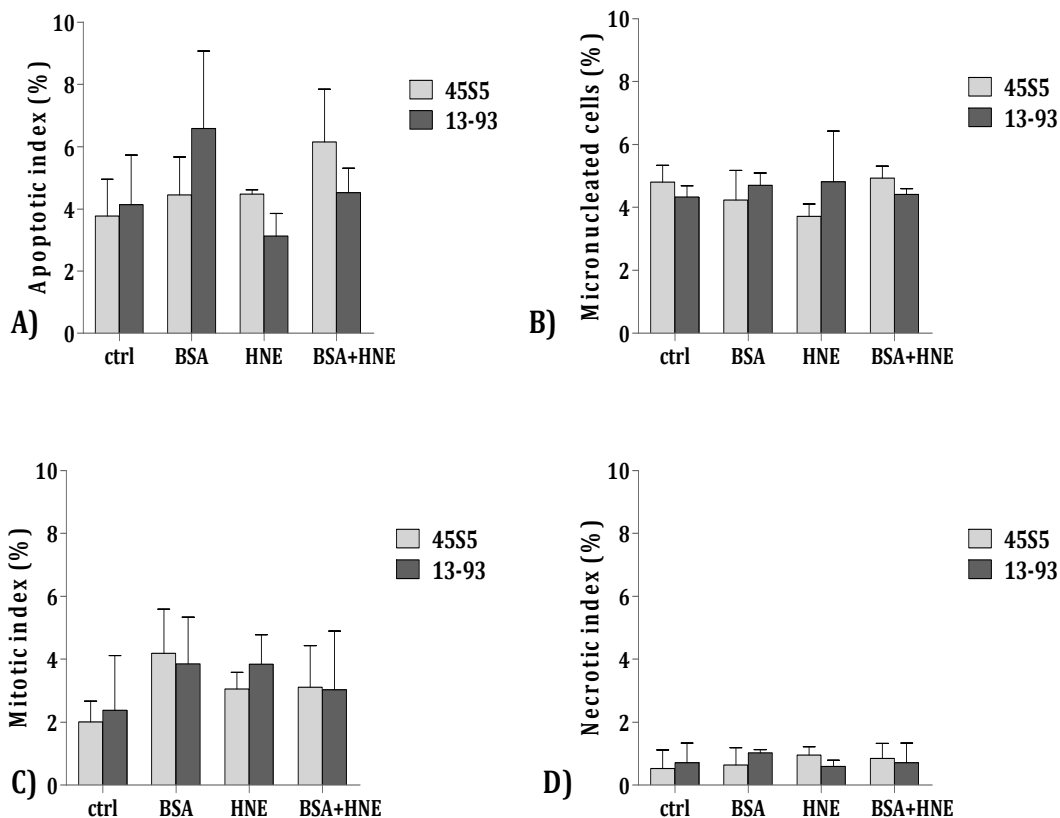 10
8
6
4
2
0
Apoptotic index (%)
A)
ctrl BSA HNE BSA+HNE
45S5
13-93
10
8
6
4
2
0
Micronucleated cells (%)
B)
ctrl BSA HNE BSA+HNE
45S5
13-93
10
8
6
4
2
0
Mitotic index (%)
C)
ctrl BSA HNE BSA+HNE
45S5
13-93
10
8
6
4
2
0
Necrotic index (%)
D)
ctrl BSA HNE BSA+HNE
45S5
13-93